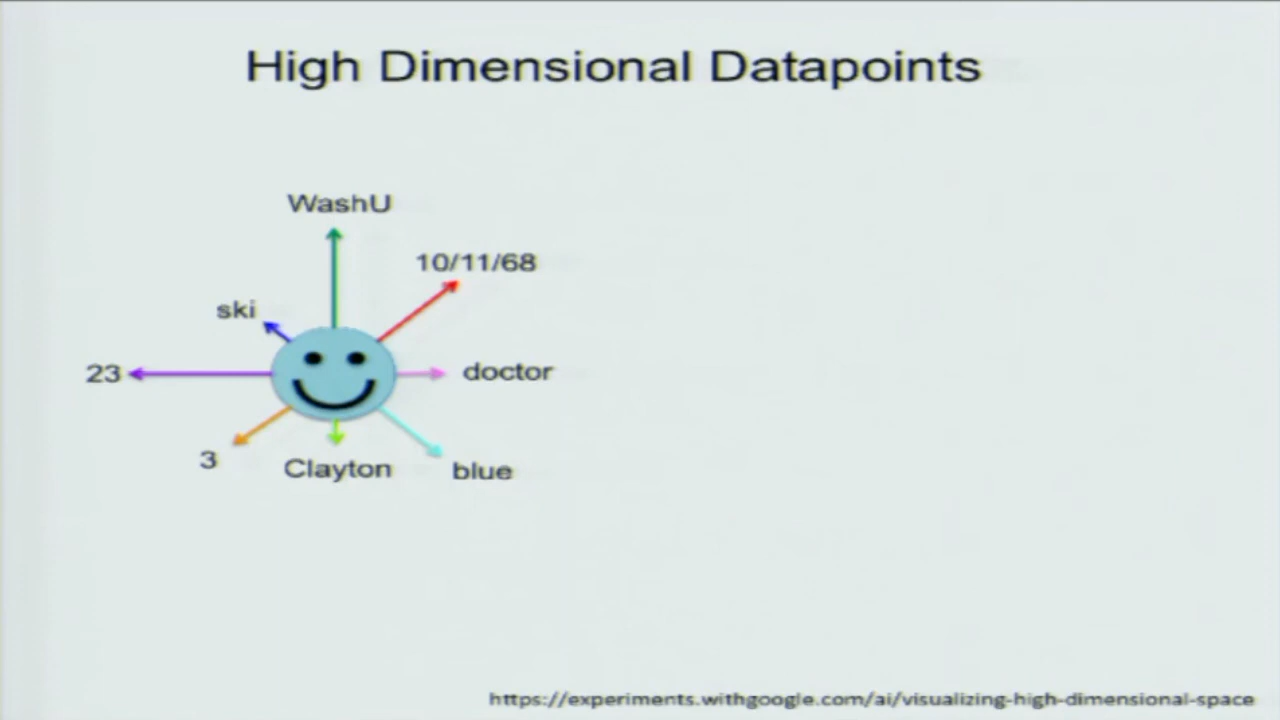 High Dimensional Datapoints
WashU
10/11/68
ski
23
doctor
3
Clayton
blue
https://experiments.withgoogle.com/ai/visualizing-high-dimensional-space